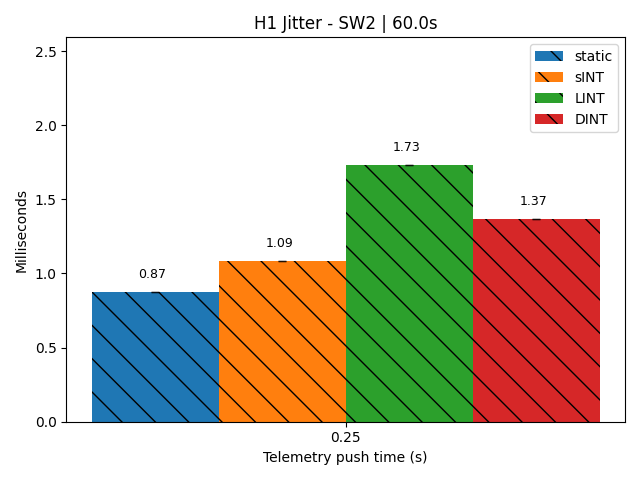 H1 Jitter - SW2 | 60.0s
2.5
2.0
1.5
1.0
0.5
0.0
Milliseconds
static
sINT
LINT
DINT
0.87
1.09
1.73
1.37
0.25
Telemetry push time (s)